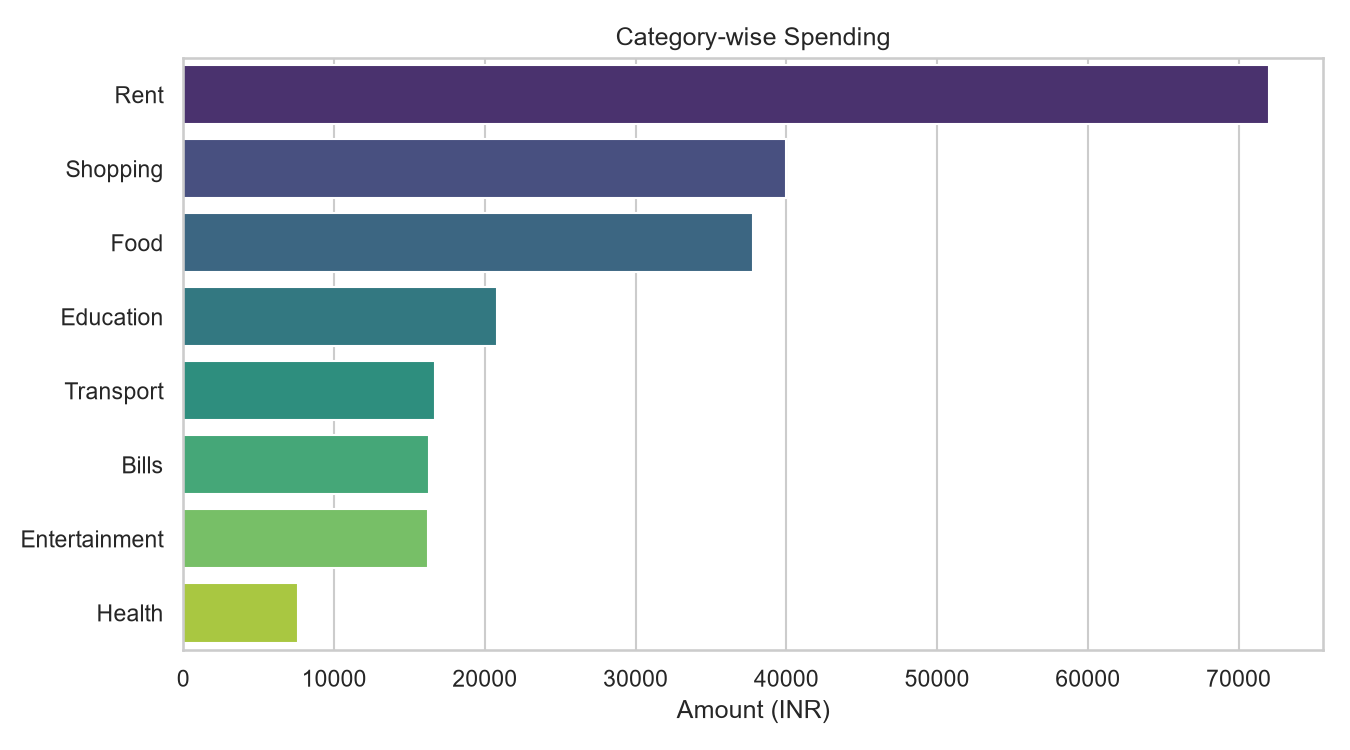 Category-wise Spending
Rent
Shopping
Food
Education
Transport
Bills
Entertainment
Health
0 10000 20000 30000 40000 50000 60000 70000
Amount (INR)